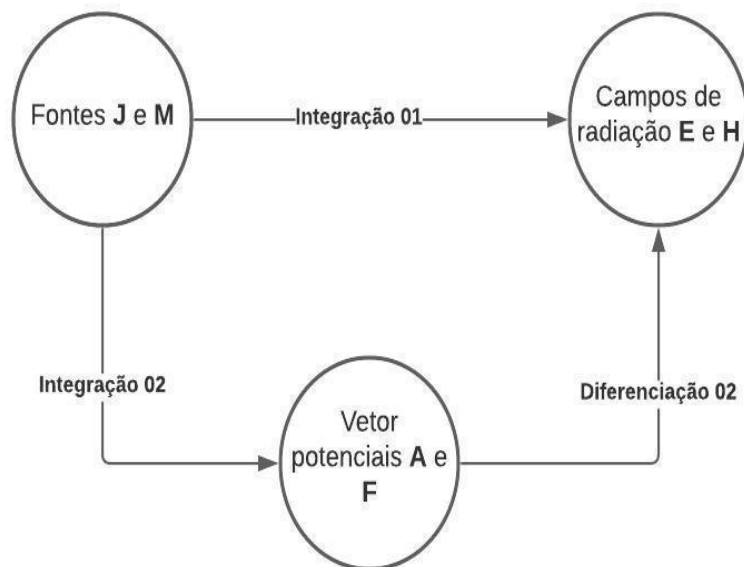 Fontes J e M
Integração 01
Campos de
radiação E e H
Integração 02
Diferenciação 02
Vetor
potenciais A e
F